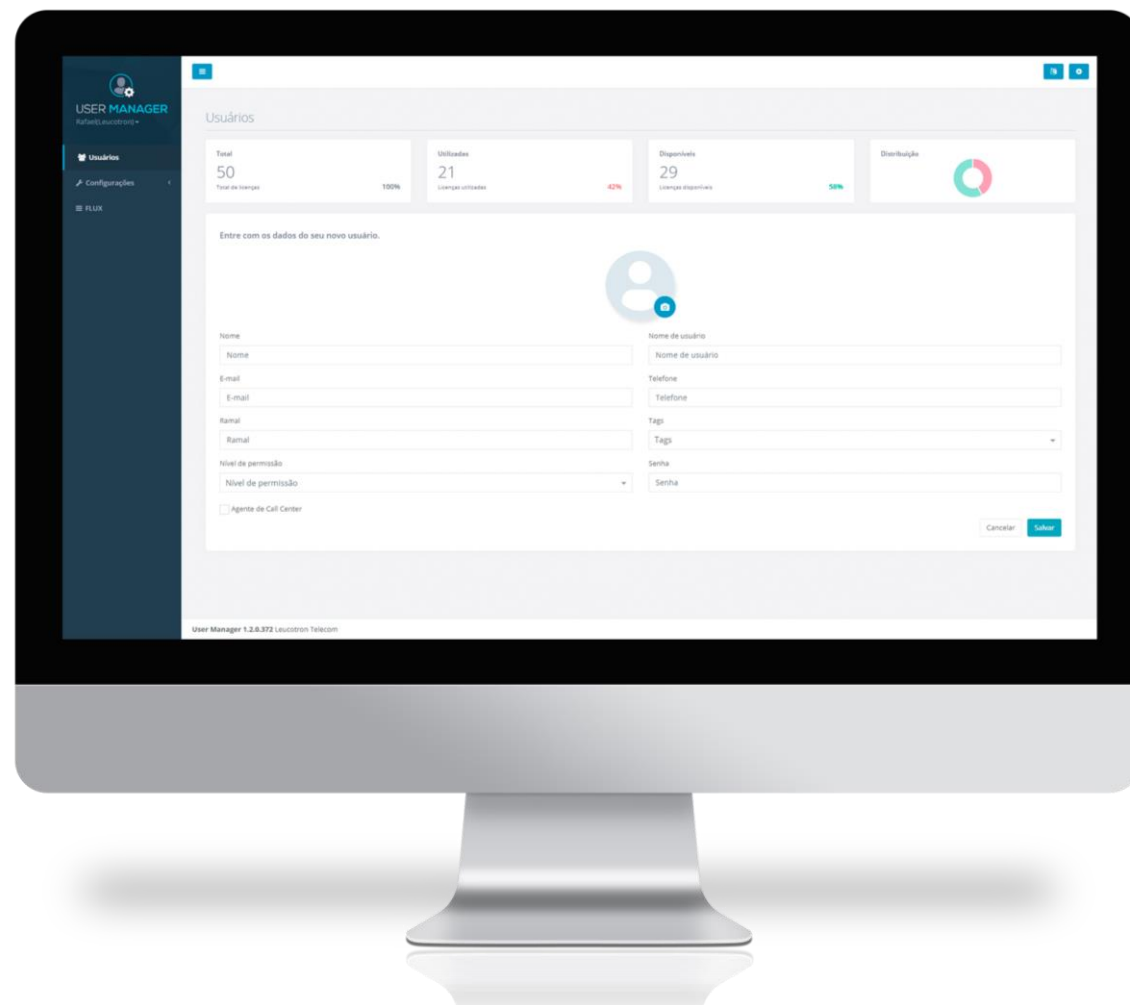 USER MANAGER
Rafael(Leucotron)
Usuários
Configurações
FLUX
Usuários
Total
50
Total de licenças
100%
Utilizadas
21
Licenças utilizadas
42%
Disponíveis
29
Licenças disponíveis
58%
Distribuição
Entre com os dados do seu novo usuário.
Nome
Nome
Nome de usuário
Nome de usuário
E-mail
E-mail
Telefone
Telefone
Ramal
Ramal
Tags
Tags
Nível de permissão
Nível de permissão
Senha
Senha
Agente de Call Center
Cancelar
Salvar
User Manager 1.2.0.372 Leucotron Telecom